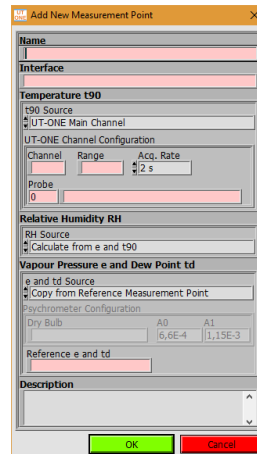 UT-ONE Add New Measurement Point X
Name
Interface
Temperature t90
t90 Source
UT-ONE Main Channel
UT-ONE Channel Configuration
Channel Range Acq. Rate
2 s
Probe
0
Relative Humidity RH
RH Source
Calculate from e and t90
Vapour Pressure e and Dew Point td
e and td Source
Copy from Reference Measurement Point
Psychrometer Configuration
Dry Bulb A0 A1
6,6E-4 1,15E-3
Reference e and td
Description
OK Cancel